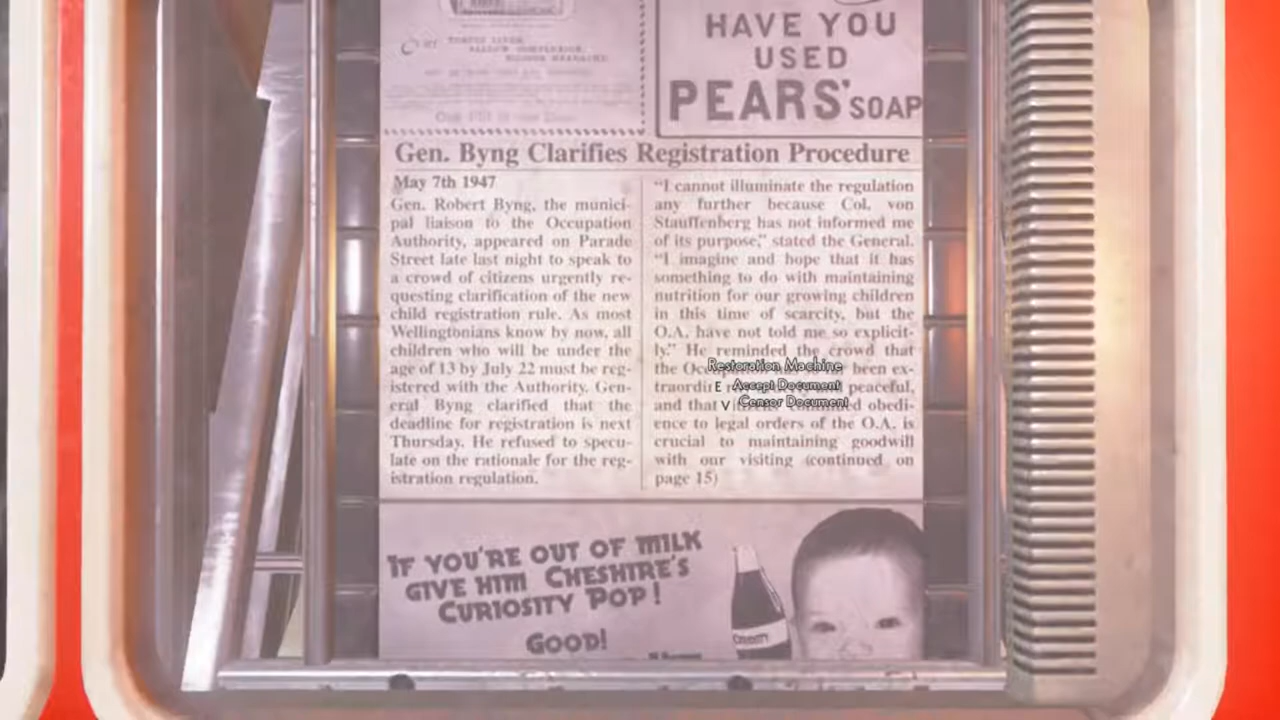 HAVE YOU
USED
PEARS' SOAP
Gen. Byng Clarifies Registration Procedure
May 7th 1947
Gen. Robert Byng, the munici-
pal liaison to the Occupation
Authority, appeared on Parade
Street late last night to speak to
a crowd of citizens urgently re-
questing clarification of the new
child registration rule. As most
Wellingtonians know by now, all
children who will be under the
age of 13 by July 22 must be reg-
istered with the Authority. Gen-
eral Byng clarified that the
deadline for registration is next
Thursday. He refused to specu-
late on the rationale for the reg-
istration regulation.
"I cannot illuminate the regulation
any further because Col. von
Stauffenberg has not informed me
of its purpose," stated the General.
"I imagine and hope that it has
something to do with maintaining
nutrition for our growing children
in this time of scarcity, but the
O.A. have not told me so explicit-
ly." He reminded the crowd that
the been ex-
peaceful,
and that obedi-
ence to legal orders of the O.A. is
crucial to maintaining goodwill
with our visiting (continued on
page 15)
Restoration Machine
E Accept Document
V Censor Document
IF YOU'RE OUT OF MILK
GIVE HIM CHESHIRE'S
CURIOSITY POP!
GOOD!